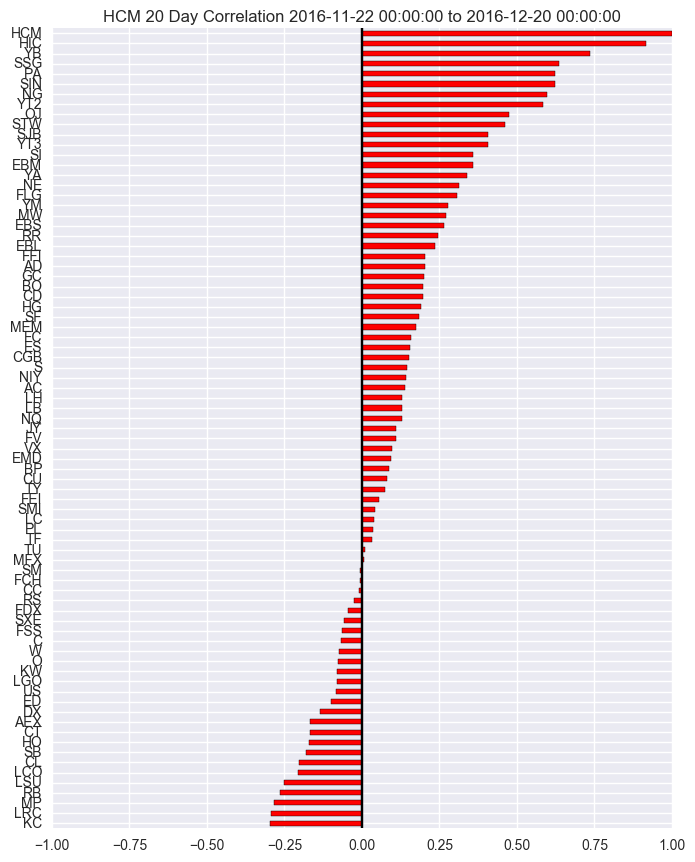 HCM 20 Day Correlation 2016-11-22 00:00:00 to 2016-12-20 00:00:00
HCM
HIC
YB
SSG
PA
SIN
NG
YT2
OJ
STW
SJB
YT3
SI
EBM
YA
NE
FLG
YM
MW
EBS
RR
EBL
FFI
AD
GC
BO
CD
HG
SF
MEM
EC
ES
CGB
S
NIY
AC
LH
LB
NQ
JY
FV
VX
EMD
BP
CU
TY
FEI
SMI
LC
PL
TF
TU
MFX
SM
FCH
CC
RS
FDX
SXE
FSS
C
W
O
KW
LGO
US
ED
DX
AEX
CT
HO
SB
CL
LCO
LSU
RB
MP
LRC
KC
−1.00 −0.75 −0.50 −0.25 0.00 0.25 0.50 0.75 1.00